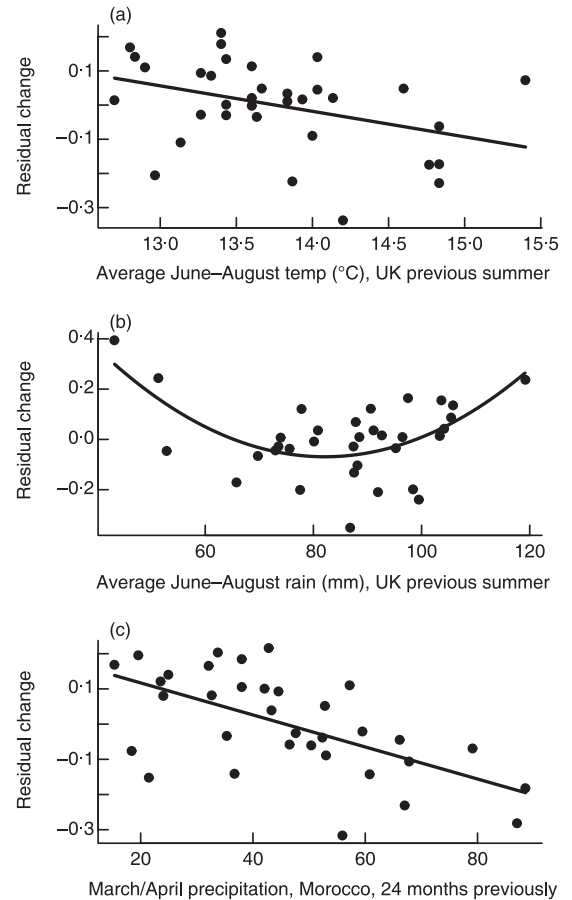 (a)
0·1
–0·1
–0·3
Residual change
13·0 13·5 14·0 14·5 15·0 15·5
Average June–August temp (°C), UK previous summer
(b)
0·4
0·2
0·0
–0·2
Residual change
60 80 100 120
Average June–August rain (mm), UK previous summer
(c)
0·1
–0·1
–0·3
Residual change
20 40 60 80
March/April precipitation, Morocco, 24 months previously